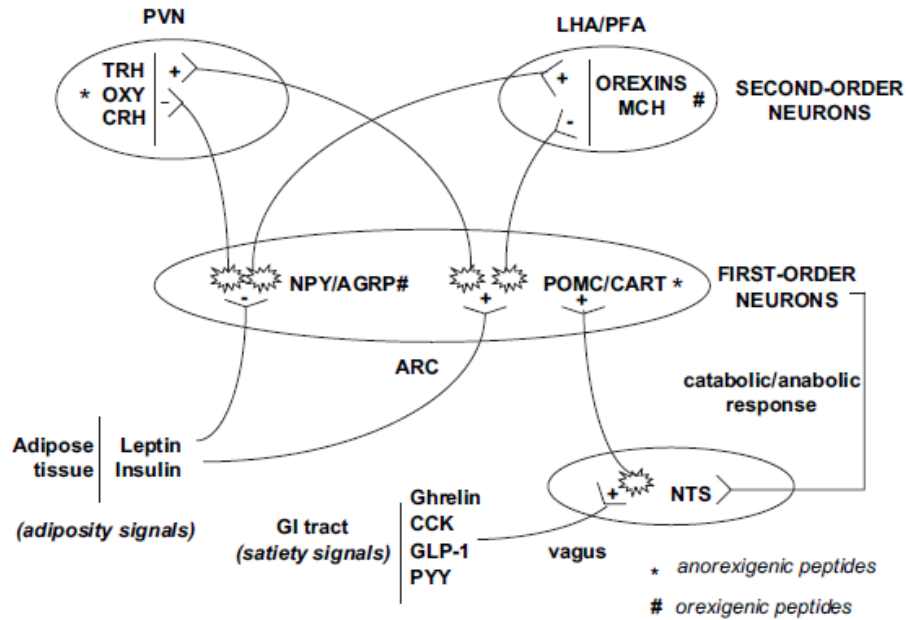 PVN
LHA/PFA
TRH
* OXY
CRH
+
-
+
-
OREXINS
MCH #
SECOND-ORDER
NEURONS
NPY/AGRP#
-
+
POMC/CART *
+
FIRST-ORDER
NEURONS
ARC
catabolic/anabolic
response
Adipose
tissue
Leptin
Insulin
(adiposity signals)
GI tract
(satiety signals)
Ghrelin
CCK
GLP-1
PYY
+
NTS
vagus
* anorexigenic peptides
# orexigenic peptides